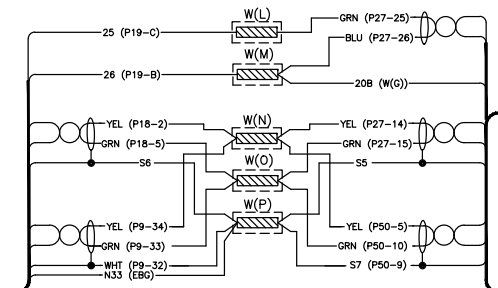 W(L)
GRN (P27-25)
25 (P19-C)
BLU (P27-26)
W(M)
26 (P19-B)
20B (W(G))
YEL (P18-2)
W(N)
YEL (P27-14)
GRN (P18-5)
GRN (P27-15)
S6
W(O)
S5
W(P)
YEL (P9-34)
YEL (P50-5)
GRN (P9-33)
GRN (P50-10)
WHT (P9-32)
S7 (P50-9)
N33 (EBG)